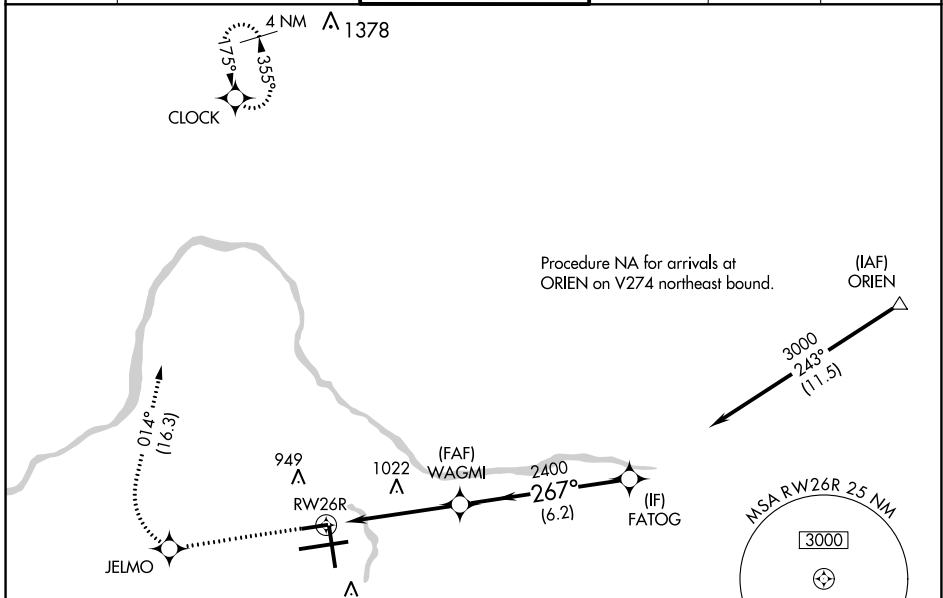 4 NM
1378
175°
355°
CLOCK
Procedure NA for arrivals at
ORIEN on V274 northeast bound.
(IAF)
ORIEN
3000
243°
(11.5)
014°
(16.3)
949
1022
(FAF)
WAGMI
2400
267°
(6.2)
(IF)
FATOG
RW26R
JELMO
MSA RW26R 25 NM
3000